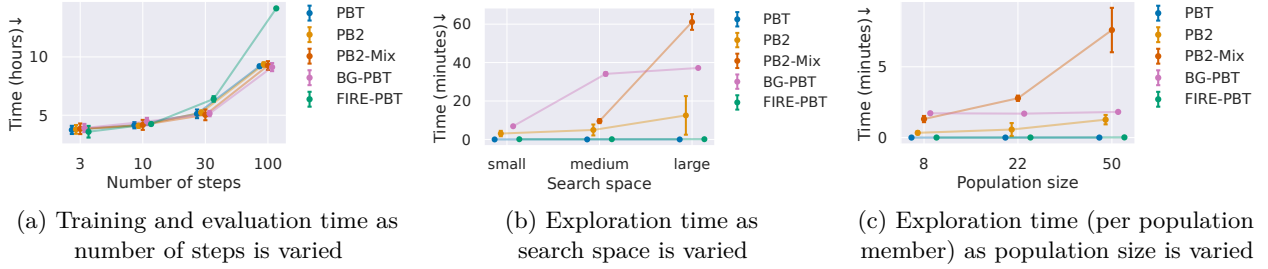 Time (hours)↓
10
5
3
10
30
100
Number of steps
PBT
PB2
PB2-Mix
BG-PBT
FIRE-PBT
(a) Training and evaluation time as
number of steps is varied
Time (minutes)↓
60
40
20
0
small
medium
large
Search space
PBT
PB2
PB2-Mix
BG-PBT
FIRE-PBT
(b) Exploration time as
search space is varied
Time (minutes)↓
5
0
8
22
50
Population size
PBT
PB2
PB2-Mix
BG-PBT
FIRE-PBT
(c) Exploration time (per population
member) as population size is varied